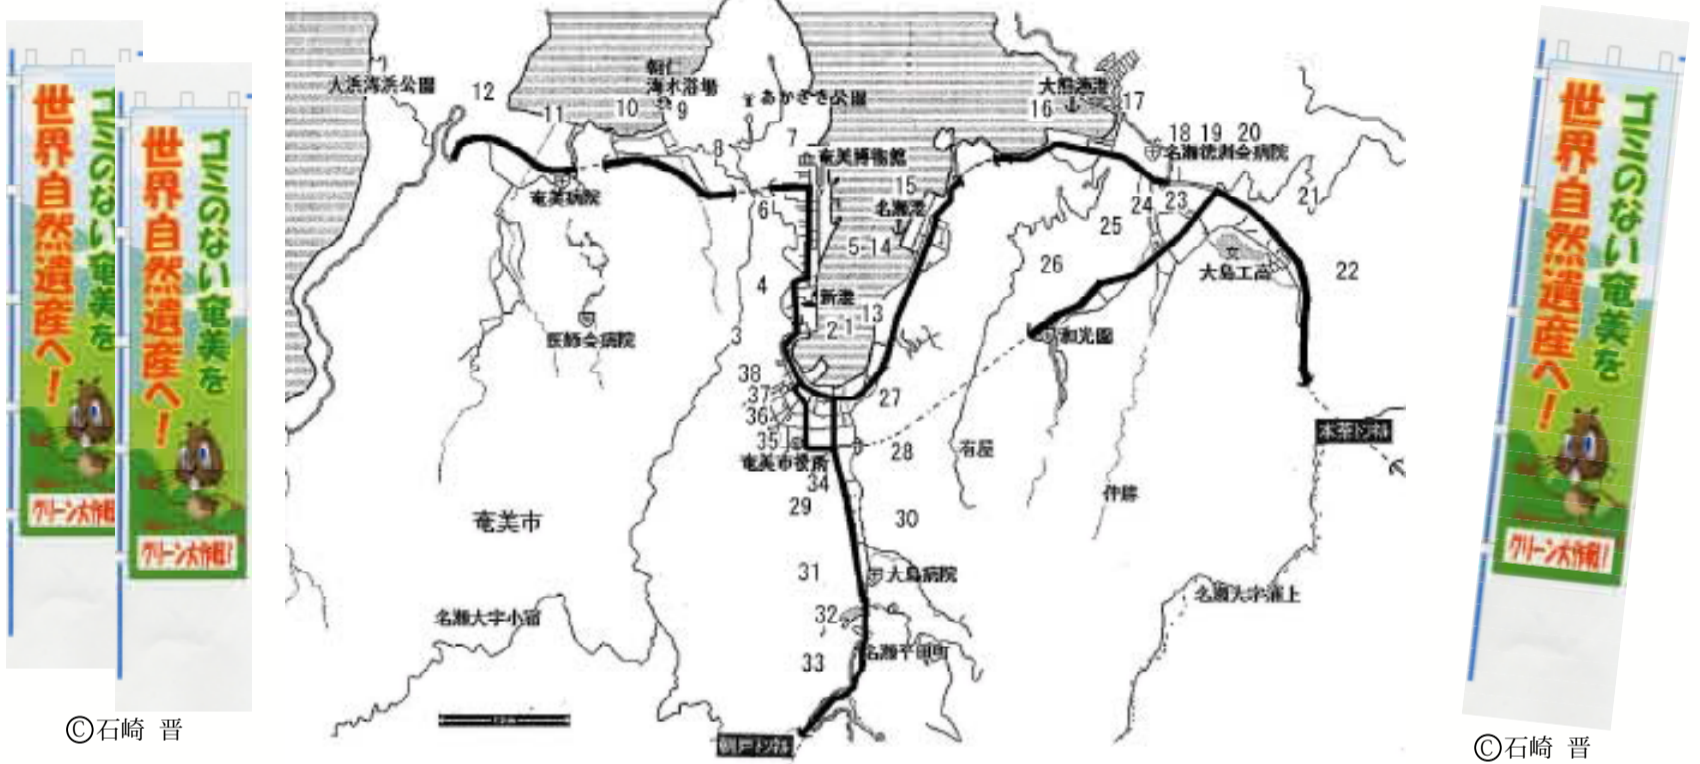 ゴミのない奄美を
世界自然遺産へ！
グリーン大作戦！
ゴミのない奄美を
世界自然遺産へ！
グリーン大作戦！
©石崎 晋
大浜海浜公園
12
11
10
朝仁
海水浴場
9
あかざき公園
7
8
奄美博物館
大熊漁港
16
17
18 19 20
名瀬徳洲会病院
奄美病院
6
15
名瀬港
5-14
21
23
24
25
26
22
大島工高
4
新港
13
2-1
3
医師会病院
和光園
38
37
36
35
27
28
奄美市役所
34
29
30
有屋
仲勝
本茶トンネル
奄美市
31
大島病院
32
名瀬大字小宿
33
名瀬平田町
名瀬大字浦上
朝戸トンネル
ゴミのない奄美を
世界自然遺産へ！
グリーン大作戦！
©石崎 晋